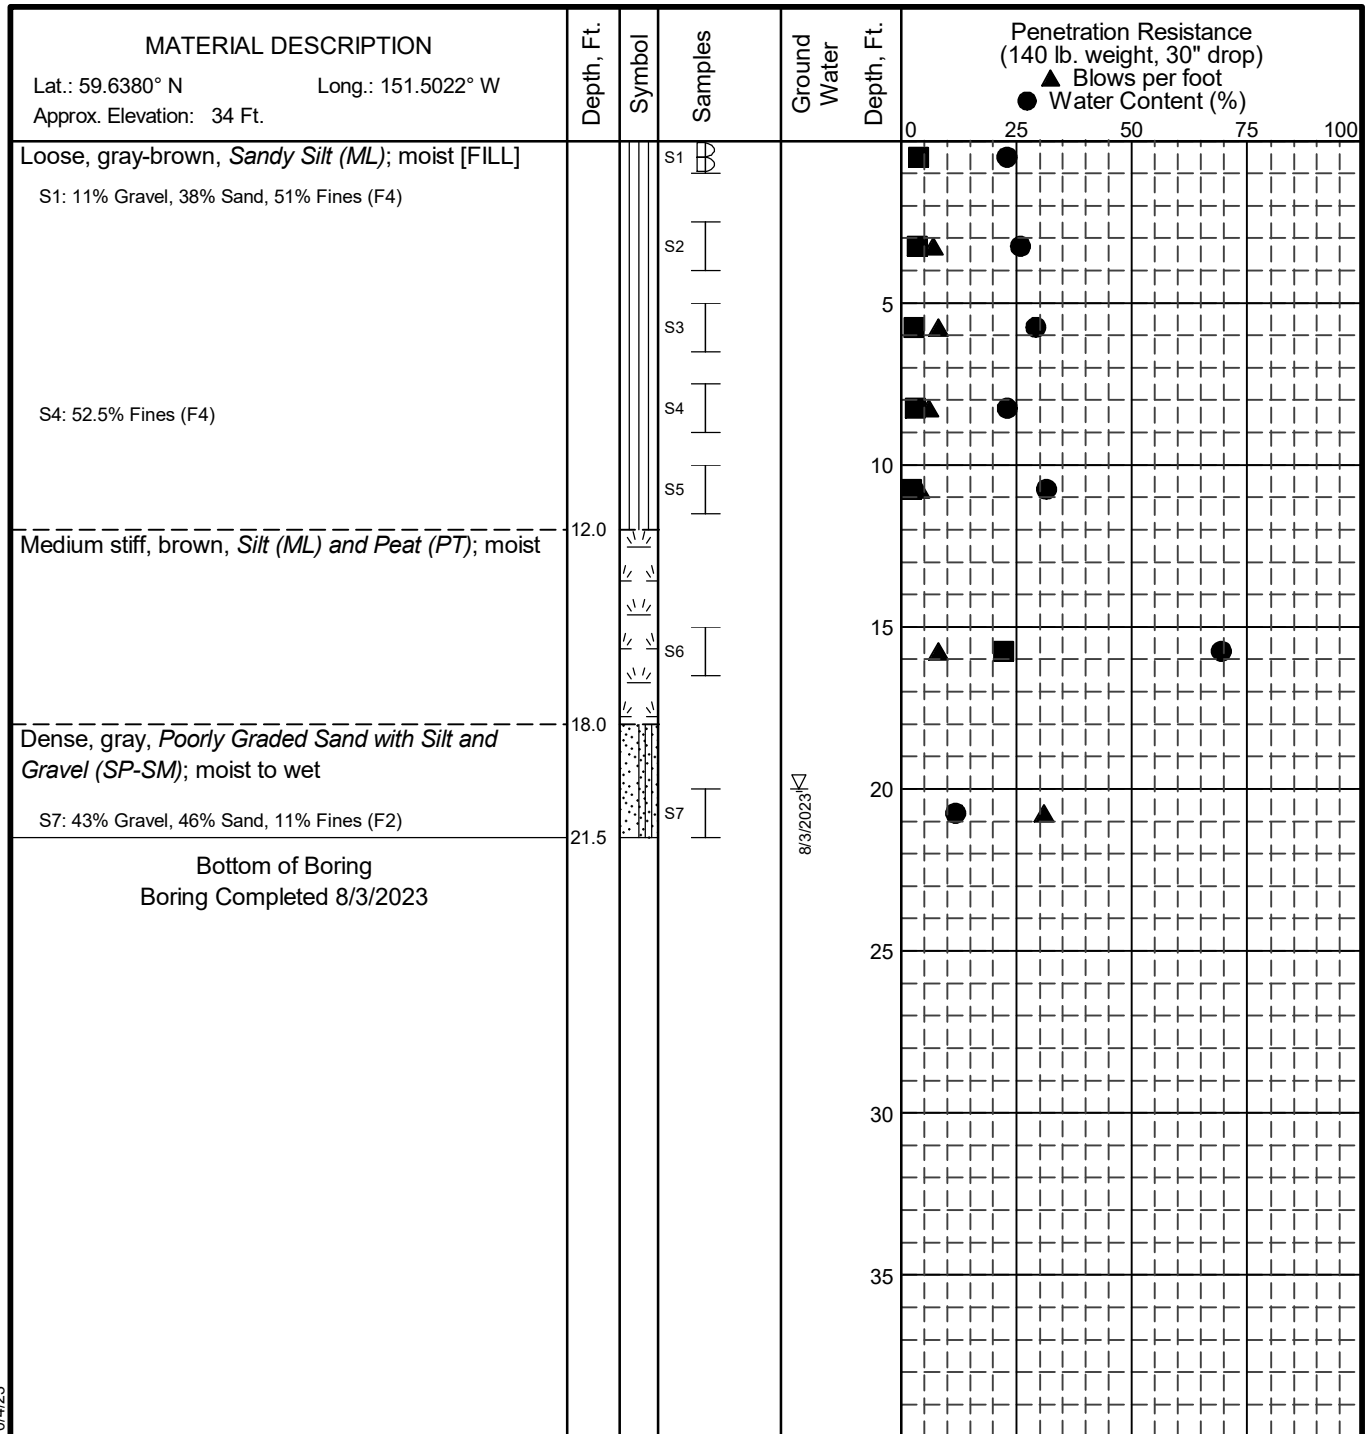 MATERIAL DESCRIPTION
Lat.: 59.6380° N Long.: 151.5022° W
Approx. Elevation: 34 Ft.
Depth, Ft.
Symbol
Samples
Ground
Water
Depth, Ft.
Penetration Resistance
(140 lb. weight, 30" drop)
▲ Blows per foot
● Water Content (%)
0 25 50 75 100
Loose, gray-brown, Sandy Silt (ML); moist [FILL]
S1
S1: 11% Gravel, 38% Sand, 51% Fines (F4)
S2
5
S3
S4: 52.5% Fines (F4)
S4
10
S5
12.0
Medium stiff, brown, Silt (ML) and Peat (PT); moist
15
S6
18.0
Dense, gray, Poorly Graded Sand with Silt and
Gravel (SP-SM); moist to wet
20
8/3/2023
S7: 43% Gravel, 46% Sand, 11% Fines (F2)
S7
21.5
Bottom of Boring
Boring Completed 8/3/2023
25
30
35